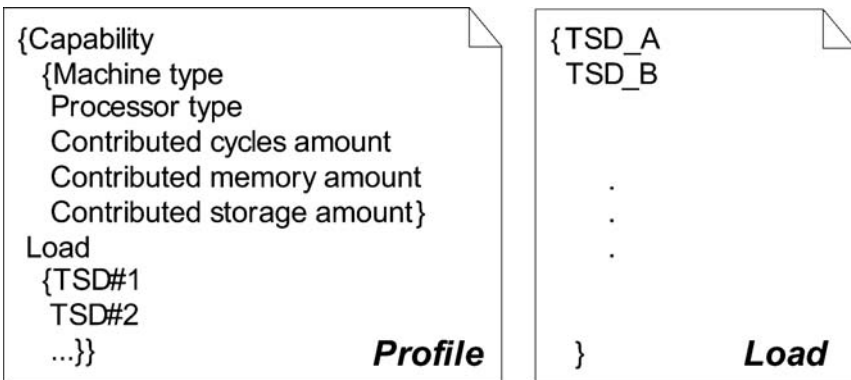 {Capability
{Machine type
Processor type
Contributed cycles amount
Contributed memory amount
Contributed storage amount}
Load
{TSD#1
TSD#2
...}}
Profile
{TSD_A
TSD_B
.
.
.
}
Load